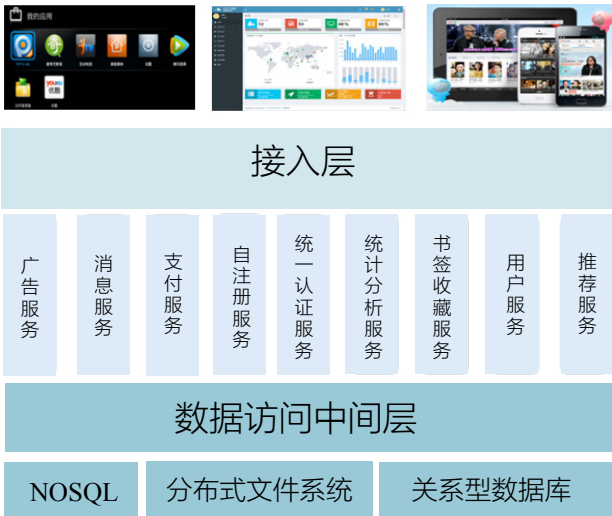 我的应用
优酷
接入层
广告服务
消息服务
支付服务
自注册服务
统一认证服务
统计分析服务
书签收藏服务
用户服务
推荐服务
数据访问中间层
NOSQL
分布式文件系统
关系型数据库